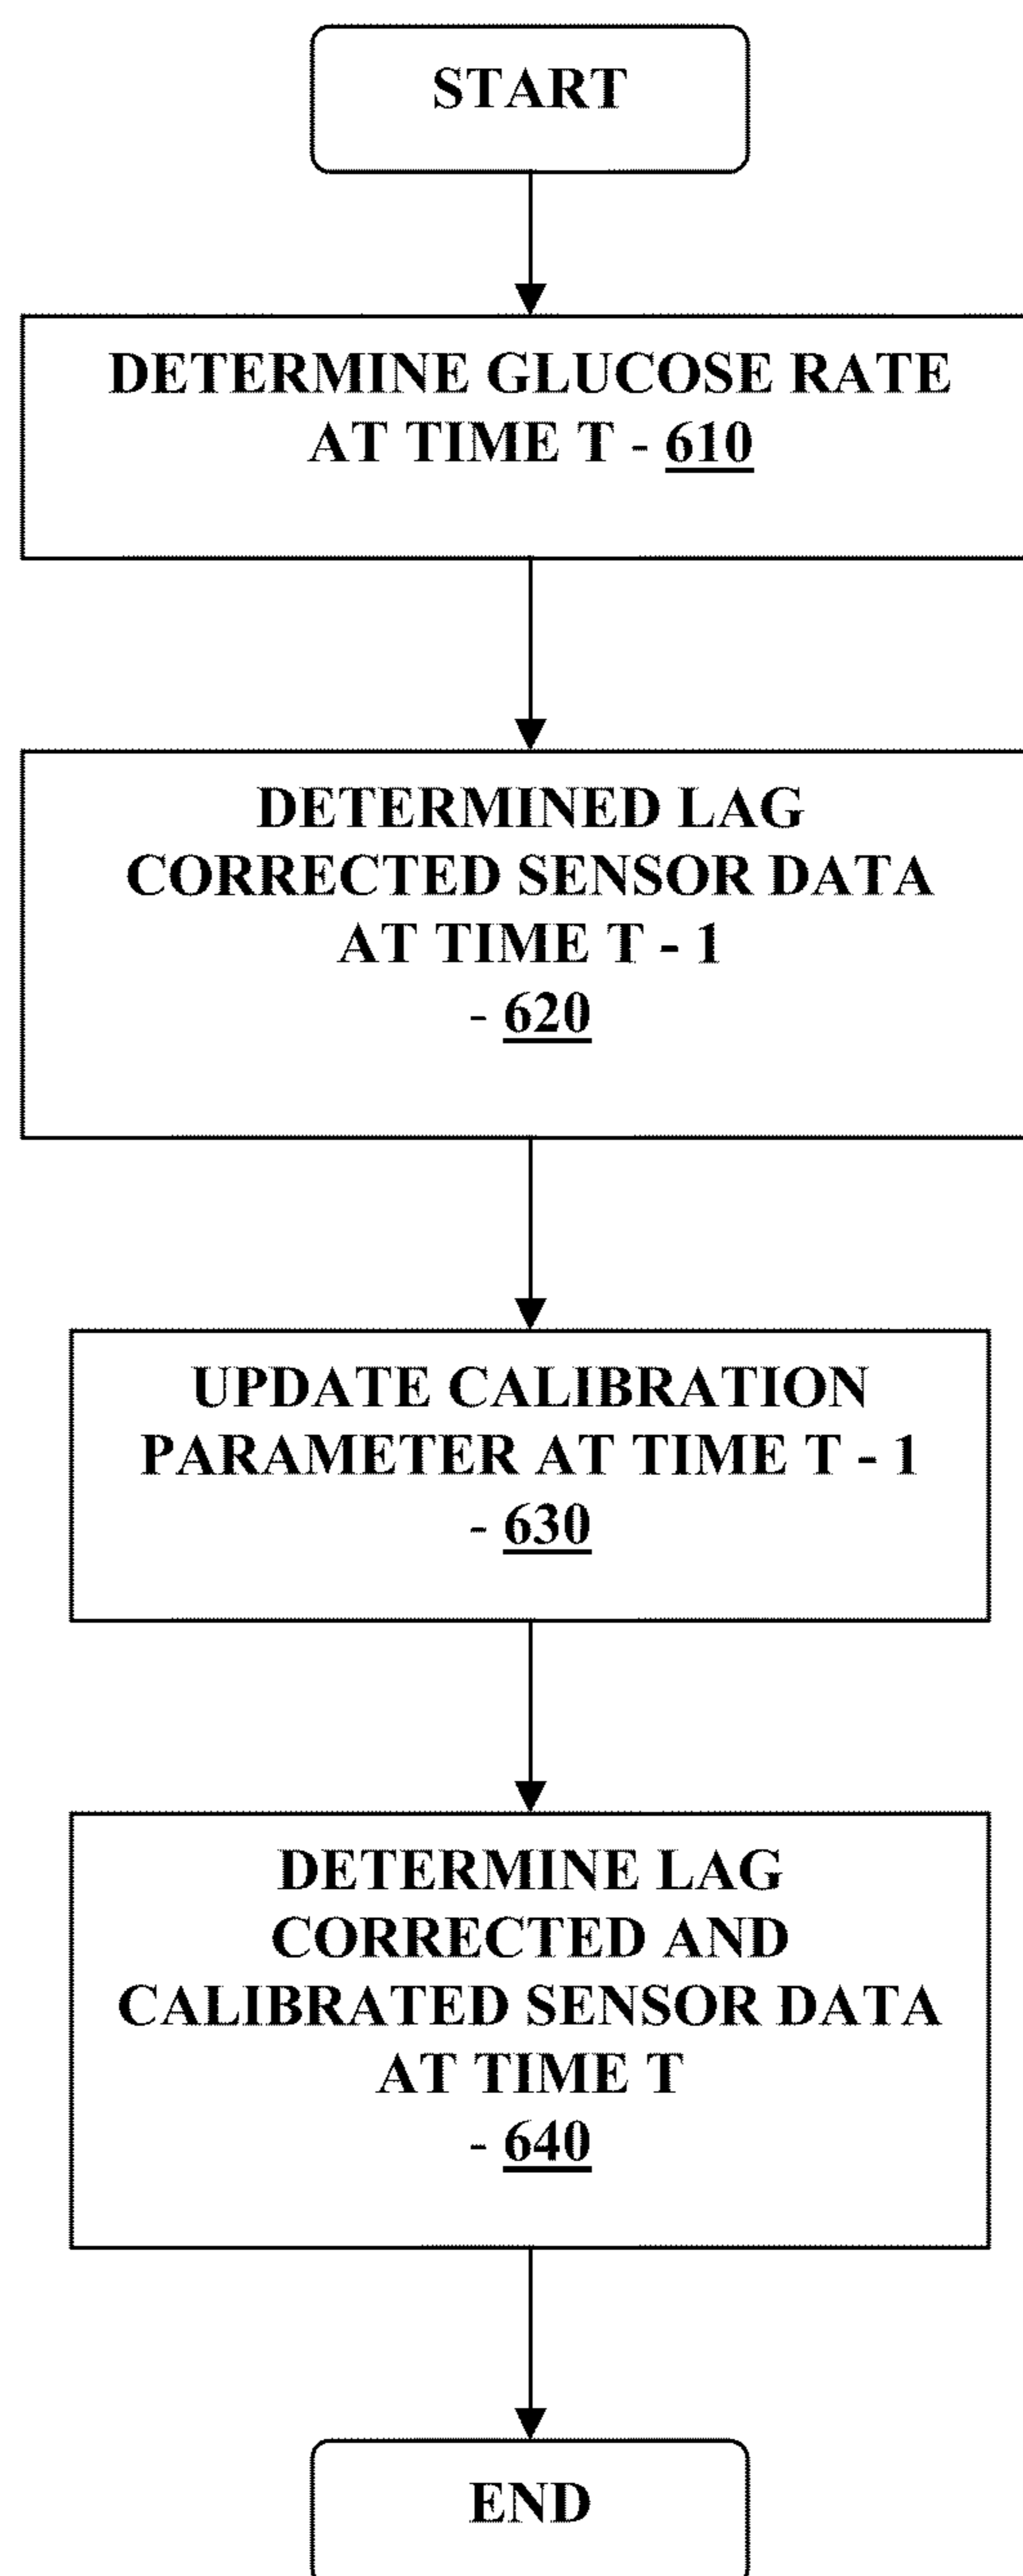 START
DETERMINE GLUCOSE RATE
AT TIME T - 610
DETERMINED LAG
CORRECTED SENSOR DATA
AT TIME T - 1
- 620
UPDATE CALIBRATION
PARAMETER AT TIME T - 1
- 630
DETERMINE LAG
CORRECTED AND
CALIBRATED SENSOR DATA
AT TIME T
- 640
END